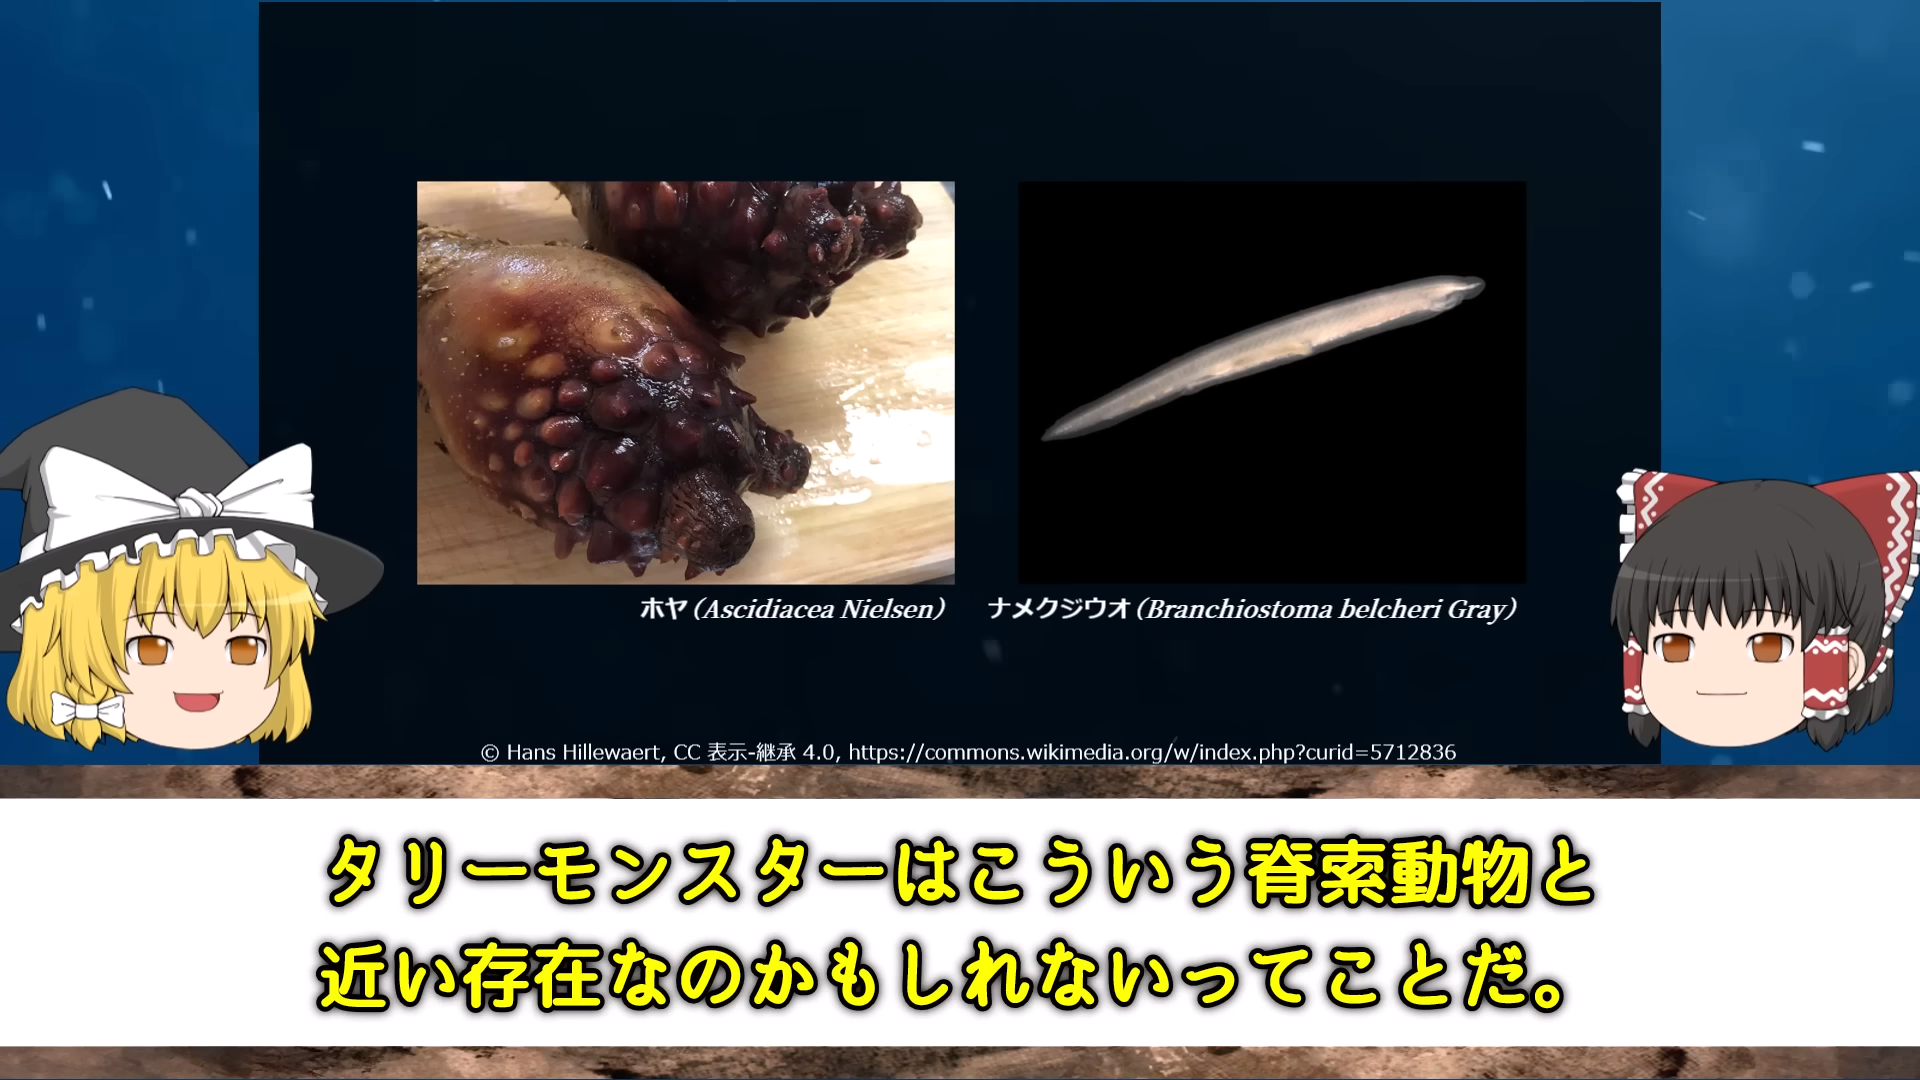 ホヤ（Ascidiacea Nielsen）
ナメクジウオ（Branchiostoma belcheri Gray）
© Hans Hillewaert, CC 表示-継承 4.0, https://commons.wikimedia.org/w/index.php?curid=5712836
タリーモンスターはこういう脊索動物と
近い存在なのかもしれないってことだ。